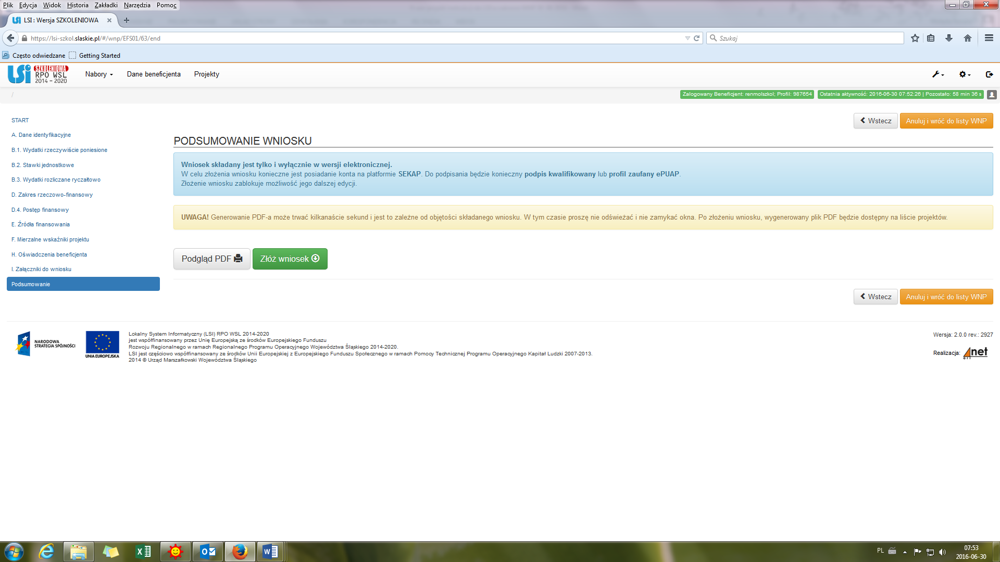 Plik Edycja Widok Historia Zakładki Narzędzia Pomoc
LSI : Wersja SZKOLENIOWA
https://lsi-szkol.slaskie.pl/#/wnp/EFS01/63/end
Szukaj
Często odwiedzane Getting Started
LSI SZKOLENIOWA
RPO WSL
2014 - 2020
Nabory Dane beneficjenta Projekty
/
Zalogowany Beneficjent: renmolszkol; Profil: 987654 Ostatnia aktywność: 2016-06-30 07:52:26 | Pozostało: 58 min 36 s
START
A. Dane identyfikacyjne
B.1. Wydatki rzeczywiście poniesione
B.2. Stawki jednostkowe
B.3. Wydatki rozliczane ryczałtowo
D. Zakres rzeczowo-finansowy
D.4. Postęp finansowy
E. Źródła finansowania
F. Mierzalne wskaźniki projektu
H. Oświadczenia beneficjenta
I. Załączniki do wniosku
Podsumowanie
Wstecz Anuluj i wróć do listy WNP
PODSUMOWANIE WNIOSKU
Wniosek składany jest tylko i wyłącznie w wersji elektronicznej.
W celu złożenia wniosku konieczne jest posiadanie konta na platformie SEKAP. Do podpisania będzie konieczny podpis kwalifikowany lub profil zaufany ePUAP.
Złożenie wniosku zablokuje możliwość jego dalszej edycji.
UWAGA! Generowanie PDF-a może trwać kilkanaście sekund i jest to zależne od objętości składanego wniosku. W tym czasie proszę nie odświeżać i nie zamykać okna. Po złożeniu wniosku, wygenerowany plik PDF będzie dostępny na liście projektów.
Podgląd PDF Złóż wniosek
Wstecz Anuluj i wróć do listy WNP
NARODOWA
STRATEGIA SPÓJNOŚCI
UNIA EUROPEJSKA
Lokalny System Informatyczny (LSI) RPO WSL 2014-2020
jest współfinansowany przez Unię Europejską ze środków Europejskiego Funduszu
Rozwoju Regionalnego w ramach Regionalnego Programu Operacyjnego Województwa Śląskiego 2014-2020.
LSI jest częściowo współfinansowany ze środków Unii Europejskiej z Europejskiego Funduszu Społecznego w ramach Pomocy Technicznej Programu Operacyjnego Kapitał Ludzki 2007-2013.
2014 © Urząd Marszałkowski Województwa Śląskiego
Wersja: 2.0.0 rev.: 2927
Realizacja: 4net
art
PL
07:53
2016-06-30